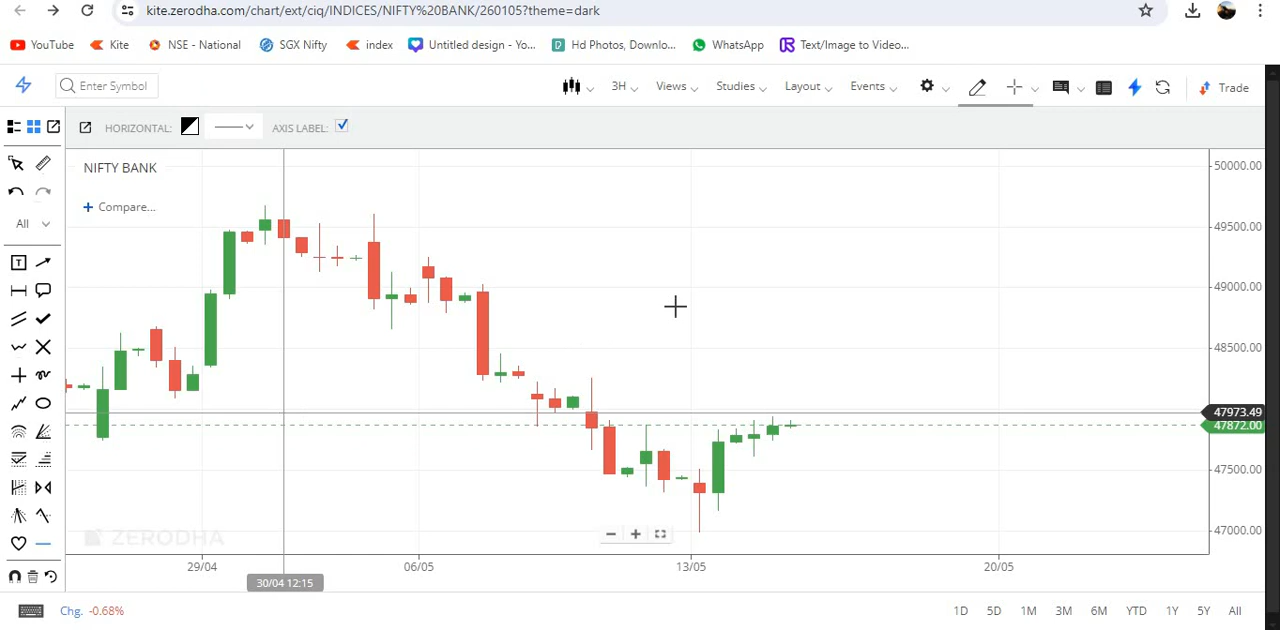 kite.zerodha.com/chart/ext/ciq/INDICES/NIFTY%20BANK/260105?theme=dark
YouTube Kite NSE - National SGX Nifty index Untitled design - Yo... Hd Photos, Downlo... WhatsApp Text/Image to Video...
Enter Symbol 3H Views Studies Layout Events Trade
HORIZONTAL: AXIS LABEL:
NIFTY BANK
50000.00
Compare...
All
49500.00
49000.00
48500.00
47973.49
47872.00
47500.00
47000.00
ZERODHA
29/04 06/05 13/05 20/05
30/04 12:15
Chg. -0.68% 1D 5D 1M 3M 6M YTD 1Y 5Y All